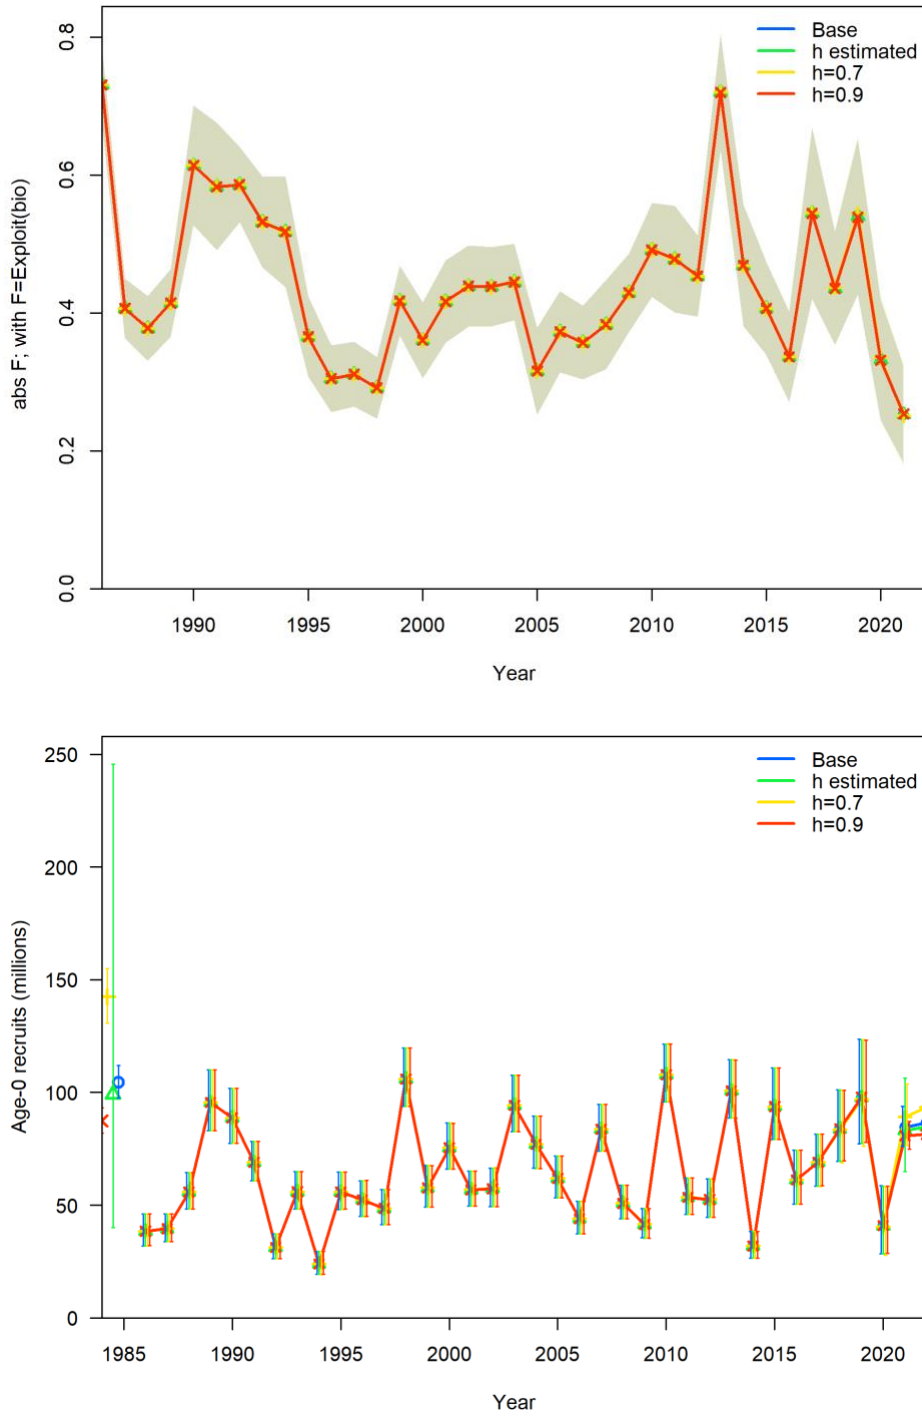 abs F; with F=Exploit(bio)
0.8
0.6
0.4
0.2
0.0
Base
h estimated
h=0.7
h=0.9
1990 1995 2000 2005 2010 2015 2020
Year
Age-0 recruits (millions)
250
200
150
100
50
0
Base
h estimated
h=0.7
h=0.9
1985 1990 1995 2000 2005 2010 2015 2020
Year